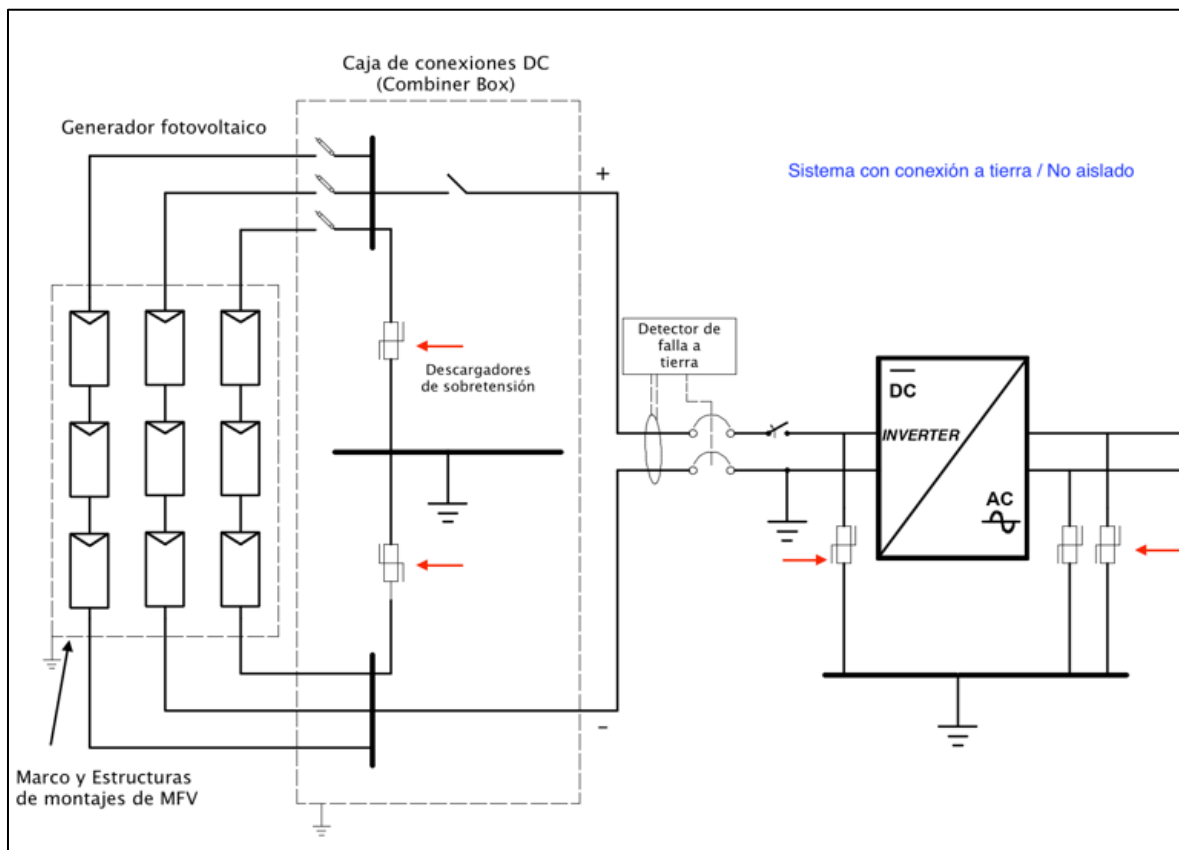 Caja de conexiones DC
(Combiner Box)
Generador fotovoltaico
+
Sistema con conexión a tierra / No aislado
Detector de
falla a
tierra
Descargadores
de sobretensión
DC
INVERTER
AC
-
Marco y Estructuras
de montajes de MFV